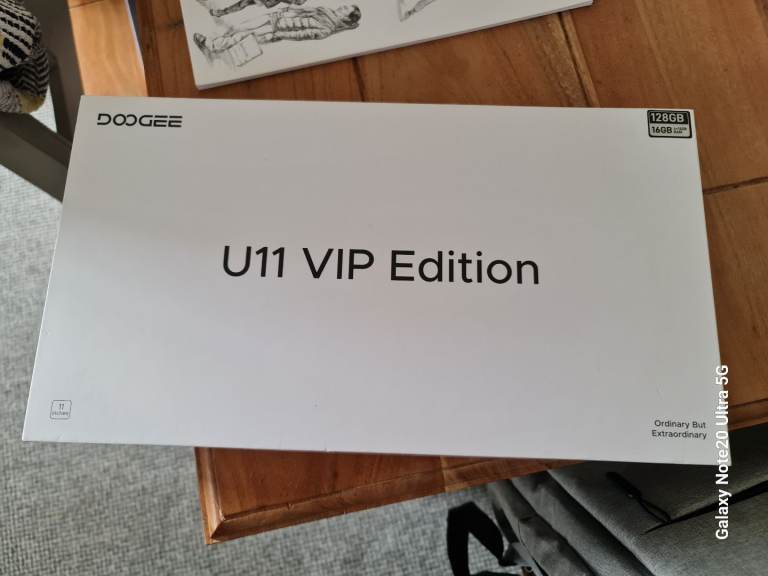 DOOGEE
128GB
16GB
U11 VIP Edition
11
Ordinary But
Extraordinary
Galaxy Note20 Ultra 5G